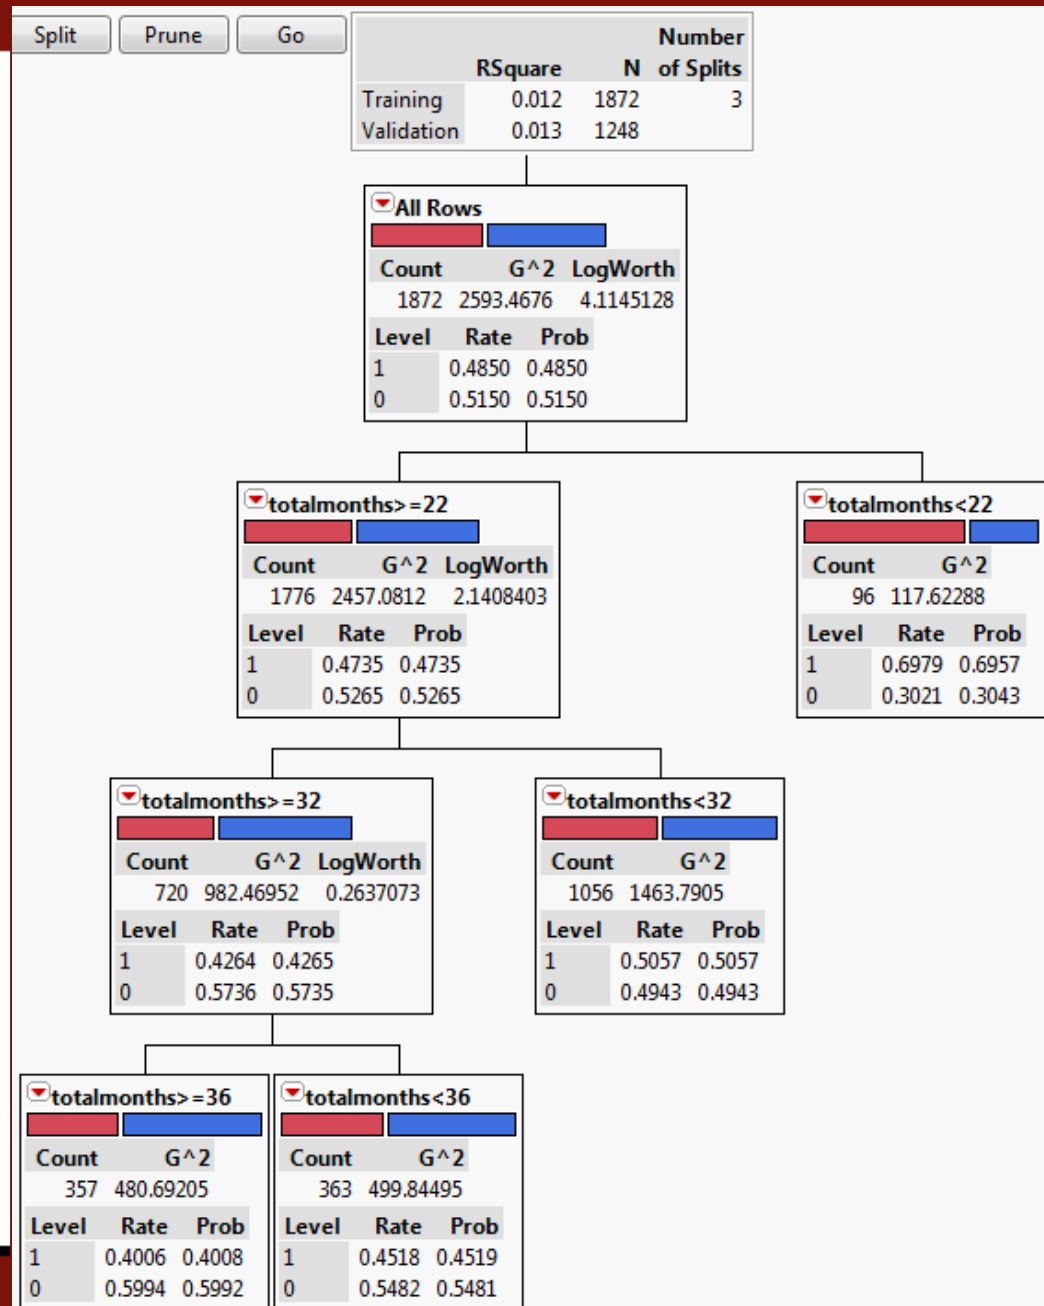 Split Prune Go
Number
RSquare N of Splits
Training 0.012 1872 3
Validation 0.013 1248
All Rows
Count G^2 LogWorth
1872 2593.4676 4.1145128
Level Rate Prob
1 0.4850 0.4850
0 0.5150 0.5150
totalmonths>=22
Count G^2 LogWorth
1776 2457.0812 2.1408403
Level Rate Prob
1 0.4735 0.4735
0 0.5265 0.5265
totalmonths<22
Count G^2
96 117.62288
Level Rate Prob
1 0.6979 0.6957
0 0.3021 0.3043
totalmonths>=32
Count G^2 LogWorth
720 982.46952 0.2637073
Level Rate Prob
1 0.4264 0.4265
0 0.5736 0.5735
totalmonths<32
Count G^2
1056 1463.7905
Level Rate Prob
1 0.5057 0.5057
0 0.4943 0.4943
totalmonths>=36
Count G^2
357 480.69205
Level Rate Prob
1 0.4006 0.4008
0 0.5994 0.5992
totalmonths<36
Count G^2
363 499.84495
Level Rate Prob
1 0.4518 0.4519
0 0.5482 0.5481